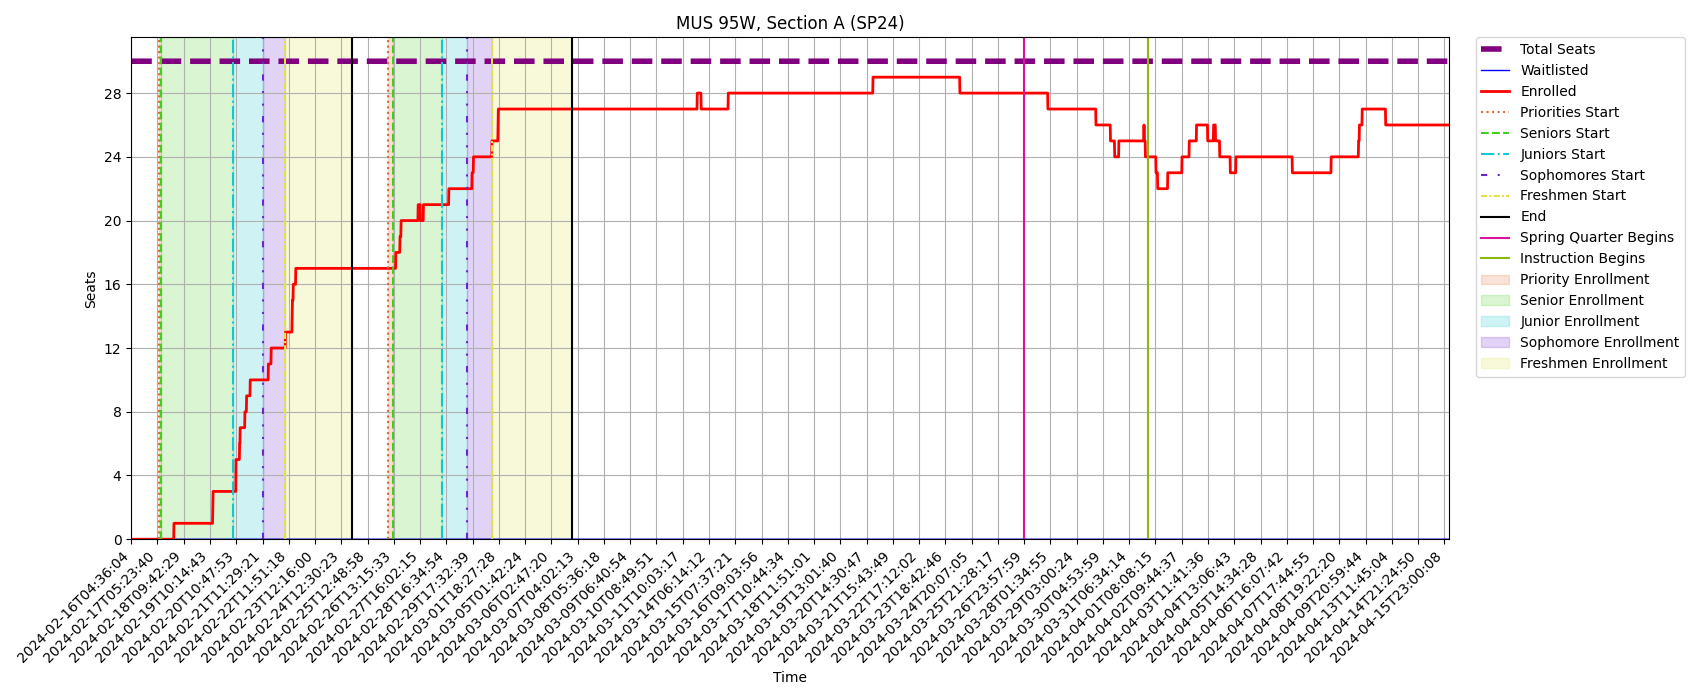 MUS 95W, Section A (SP24)
Seats
28
24
20
16
12
8
4
0
2024-02-16T04:36:04
2024-02-17T05:23:40
2024-02-18T09:42:29
2024-02-19T10:14:43
2024-02-20T10:47:53
2024-02-21T11:29:21
2024-02-22T11:51:18
2024-02-23T12:16:00
2024-02-24T12:30:23
2024-02-25T12:48:58
2024-02-26T13:15:33
2024-02-27T16:02:15
2024-02-28T16:34:54
2024-02-29T17:32:39
2024-03-01T18:27:28
2024-03-05T01:42:24
2024-03-06T02:47:20
2024-03-07T04:02:13
2024-03-08T05:36:18
2024-03-09T06:40:54
2024-03-10T08:49:51
2024-03-11T10:03:17
2024-03-14T06:14:12
2024-03-15T07:37:21
2024-03-16T09:03:56
2024-03-17T10:44:34
2024-03-18T11:51:01
2024-03-19T13:01:40
2024-03-20T14:30:47
2024-03-21T15:43:49
2024-03-22T17:12:02
2024-03-23T18:42:46
2024-03-24T20:07:05
2024-03-25T21:28:17
2024-03-26T23:57:59
2024-03-28T01:34:55
2024-03-29T03:00:24
2024-03-30T04:53:59
2024-03-31T06:34:14
2024-04-01T08:08:15
2024-04-02T09:44:37
2024-04-03T11:41:36
2024-04-04T13:06:43
2024-04-05T14:34:28
2024-04-06T16:07:42
2024-04-07T17:44:55
2024-04-08T19:22:20
2024-04-09T20:59:44
2024-04-13T11:45:04
2024-04-14T21:24:50
2024-04-15T23:00:08
Time
Total Seats
Waitlisted
Enrolled
Priorities Start
Seniors Start
Juniors Start
Sophomores Start
Freshmen Start
End
Spring Quarter Begins
Instruction Begins
Priority Enrollment
Senior Enrollment
Junior Enrollment
Sophomore Enrollment
Freshmen Enrollment